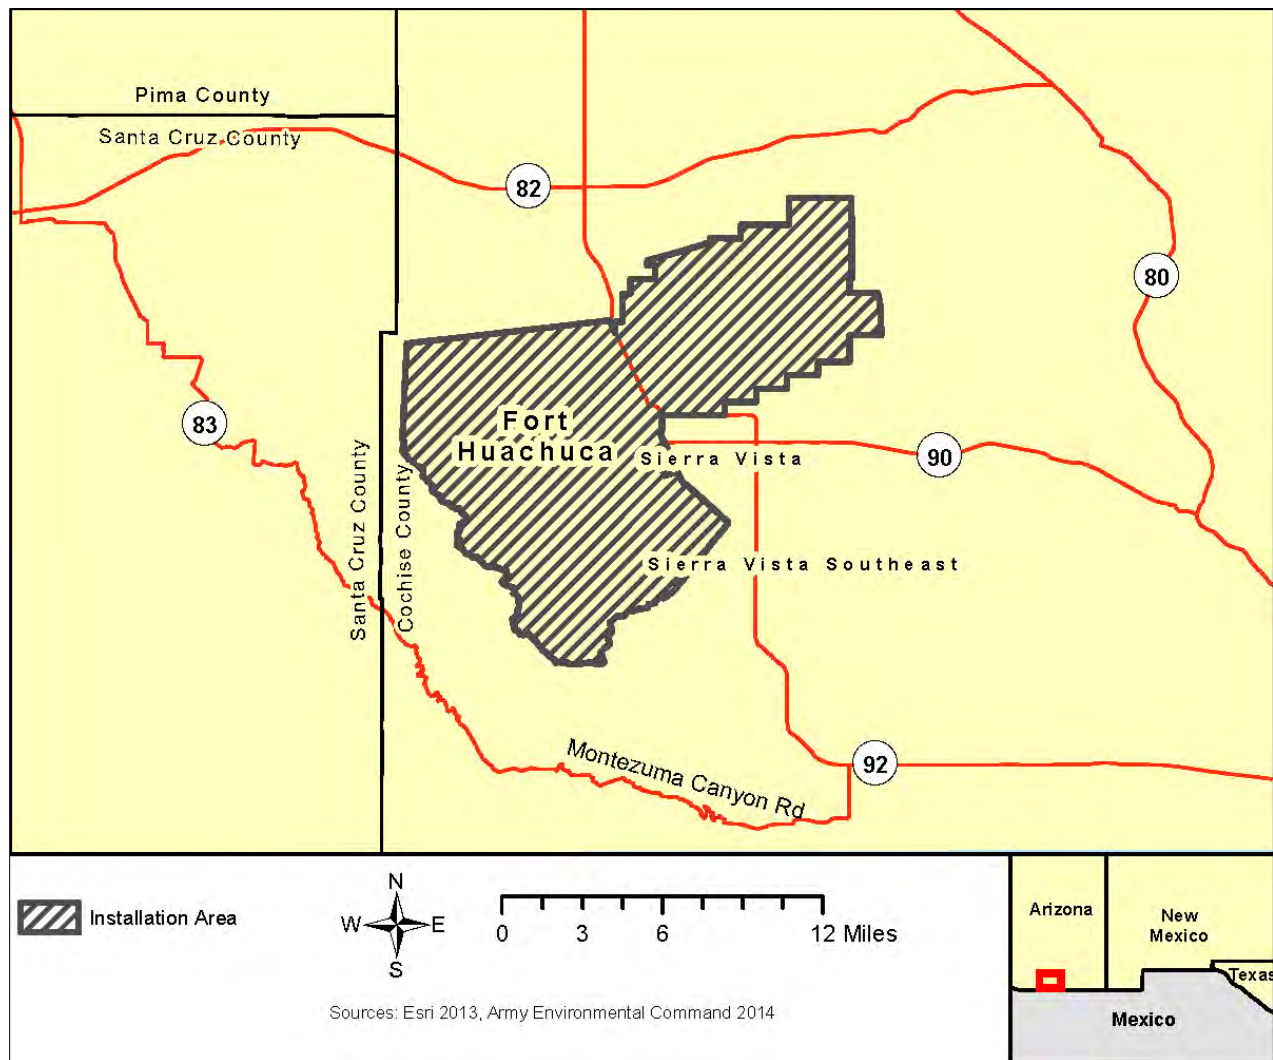 Pima County
Santa Cruz County
82
80
83
Fort
Huachuca
Sierra Vista
90
Santa Cruz County
Cochise County
Sierra Vista Southeast
Montezuma Canyon Rd
92
Installation Area
N
W
E
S
0
3
6
12 Miles
Sources: Esri 2013, Army Environmental Command 2014
Arizona
New
Mexico
Texas
Mexico